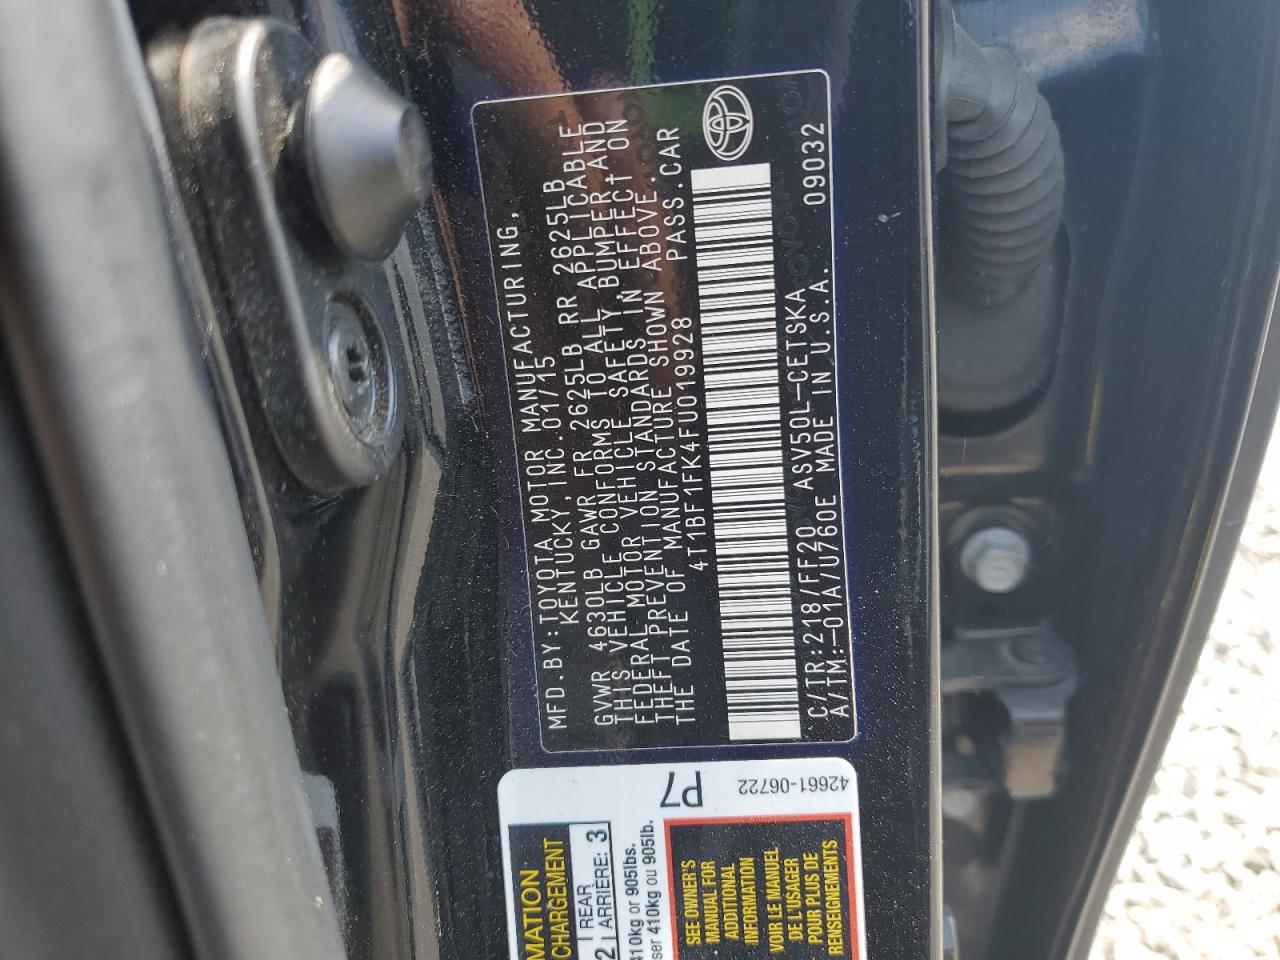 MFD.BY:TOYOTA MOTOR MANUFACTURING,
KENTUCKY, INC.01/15
GVWR 4630LB GAWR FR 2625LB RR 2625LB
THIS VEHICLE CONFORMS TO ALL APPLICABLE
FEDERAL MOTOR VEHICLE SAFETY, BUMPER, AND
THEFT PREVENTION STANDARDS IN EFFECT ON
THE DATE OF MANUFACTURE SHOWN ABOVE.
4T1BF1FK4FU019928 PASS.CAR
C/TR:218/FF20 ASV50L-CETSKA
A/TM:-01A/U760E MADE IN U.S.A. 09032
P7
42661-06722
MATION
CHARGEMENT
2 REAR
ARRIÈRE: 3
410kg or 905lbs.
ser 410kg ou 905lb.
SEE OWNER'S
MANUAL FOR
ADDITIONAL
INFORMATION
VOIR LE MANUEL
DE L'USAGER
POUR PLUS DE
RENSEIGNEMENTS